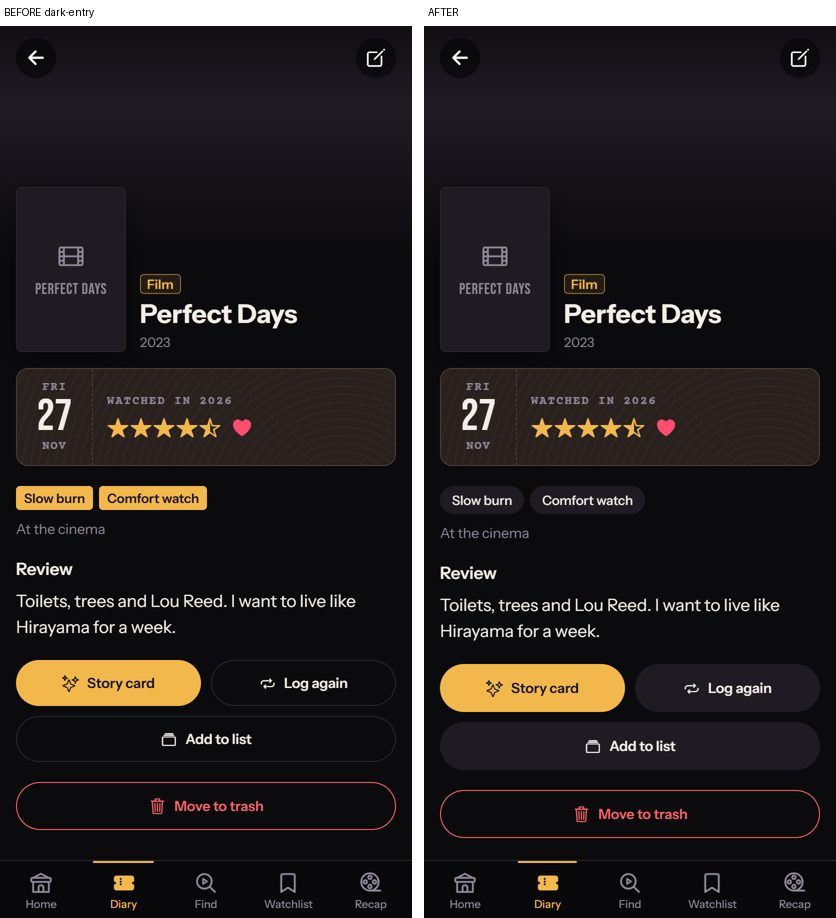 BEFORE dark-entry
PERFECT DAYS
Film
Perfect Days
2023
FRI
27
NOV
WATCHED IN 2026
Slow burn
Comfort watch
At the cinema
Review
Toilets, trees and Lou Reed. I want to live like
Hirayama for a week.
Story card
Log again
Add to list
Move to trash
Home
Diary
Find
Watchlist
Recap
AFTER
PERFECT DAYS
Film
Perfect Days
2023
FRI
27
NOV
WATCHED IN 2026
Slow burn
Comfort watch
At the cinema
Review
Toilets, trees and Lou Reed. I want to live like
Hirayama for a week.
Story card
Log again
Add to list
Move to trash
Home
Diary
Find
Watchlist
Recap